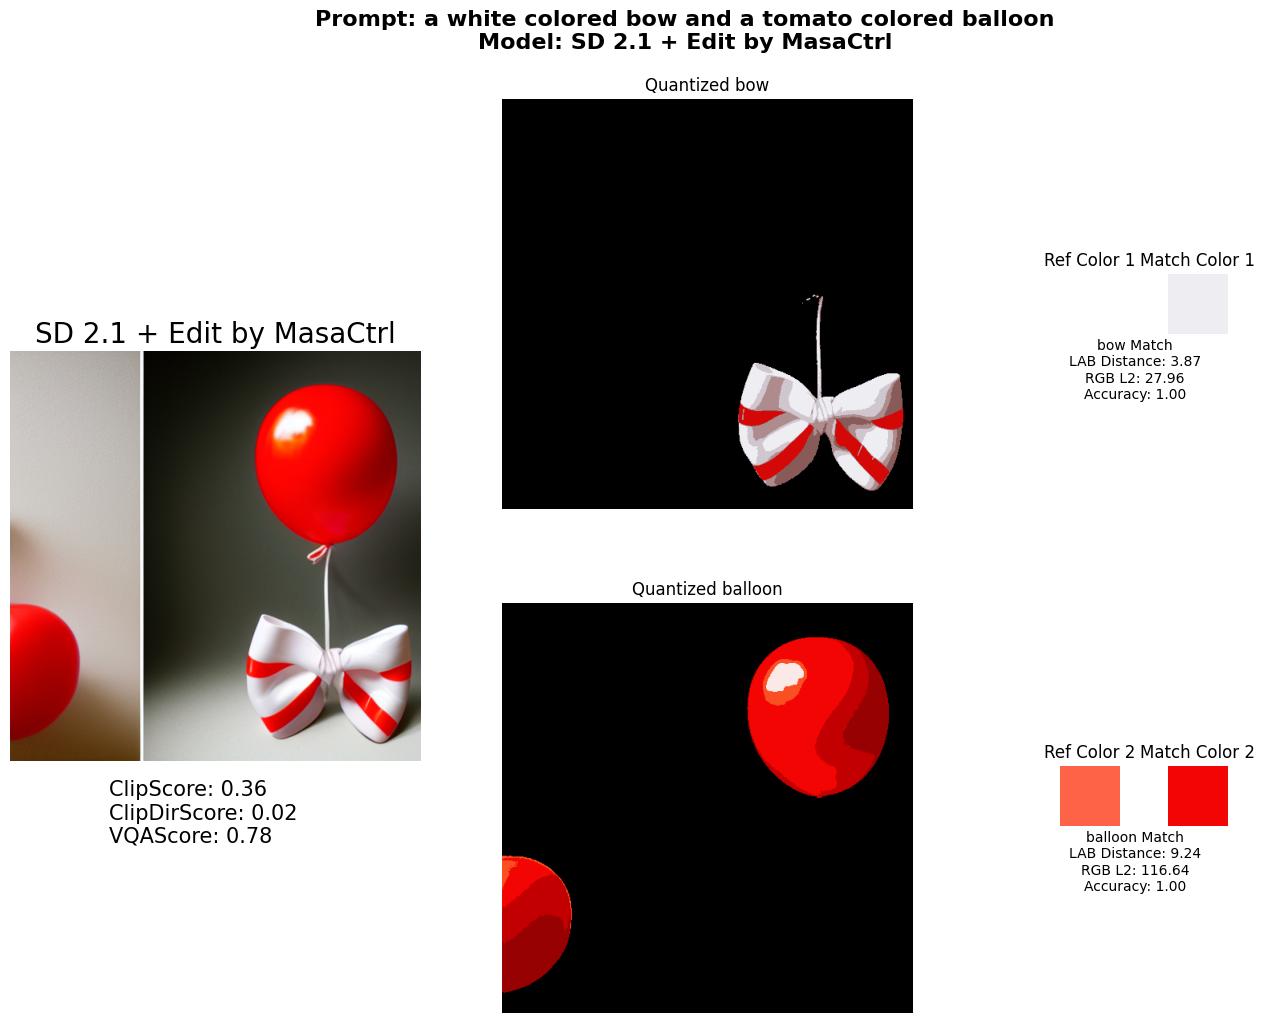 Prompt: a white colored bow and a tomato colored balloon
Model: SD 2.1 + Edit by MasaCtrl
SD 2.1 + Edit by MasaCtrl
ClipScore: 0.36
ClipDirScore: 0.02
VQAScore: 0.78
Quantized bow
Ref Color 1 Match Color 1
bow Match
LAB Distance: 3.87
RGB L2: 27.96
Accuracy: 1.00
Quantized balloon
Ref Color 2 Match Color 2
balloon Match
LAB Distance: 9.24
RGB L2: 116.64
Accuracy: 1.00